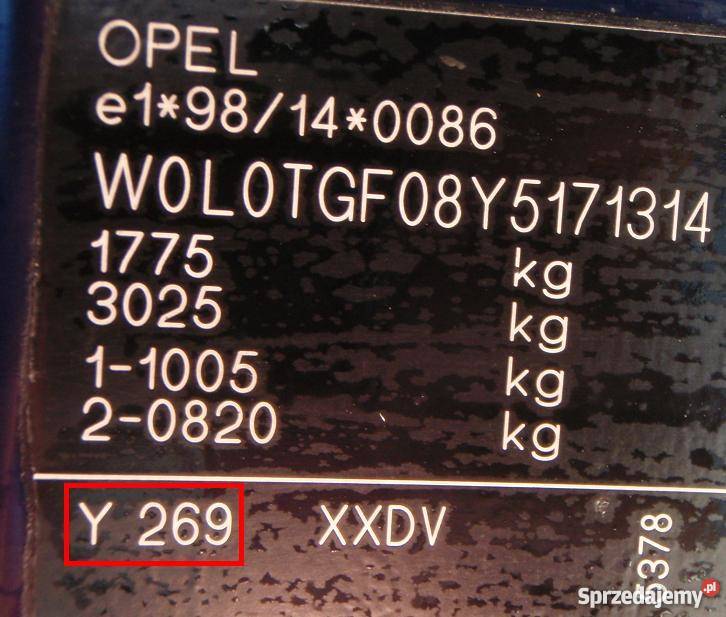 OPEL
e1*98/14*0086
W0L0TGF08Y5171314
1775 kg
3025 kg
1-1005 kg
2-0820 kg
Y 269 XXDV
5378
Sprzedajemy.pl